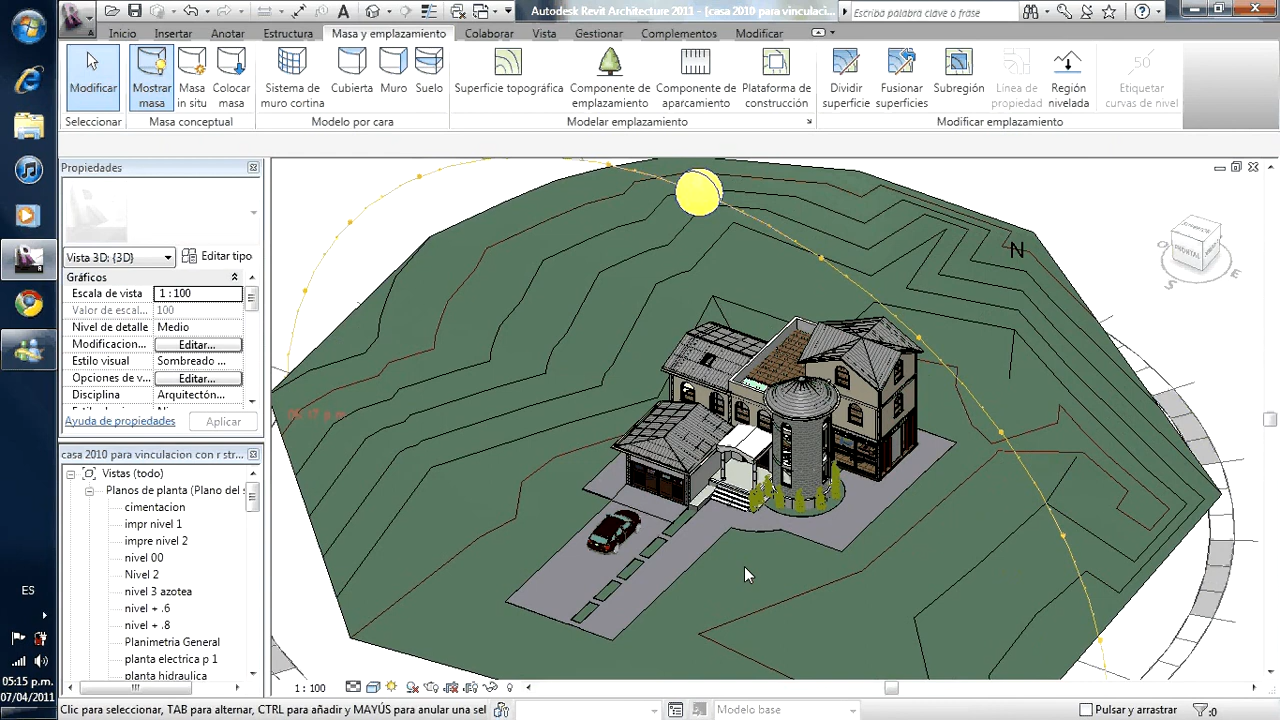 Autodesk Revit Architecture 2011 - [casa 2010 para vinculaci...
Escriba palabra clave o frase
Inicio Insertar Anotar Estructura Masa y emplazamiento Colaborar Vista Gestionar Complementos Modificar
Modificar
Mostrar masa
Masa in situ
Colocar masa
Sistema de muro cortina
Cubierta
Muro
Suelo
Superficie topográfica
Componente de emplazamiento
Componente de aparcamiento
Plataforma de construcción
Dividir superficie
Fusionar superficies
Subregión
Línea de propiedad
Región nivelada
50
Etiquetar curvas de nivel
Seleccionar Masa conceptual Modelo por cara Modelar emplazamiento Modificar emplazamiento
Propiedades
Vista 3D: {3D} Editar tipo
Gráficos
Escala de vista 1 : 100
Valor de escal... 100
Nivel de detalle Medio
Modificacion... Editar...
Estilo visual Sombreado ...
Opciones de v... Editar...
Disciplina Arquitectón...
Ayuda de propiedades Aplicar
casa 2010 para vinculacion con r str...
Vistas (todo)
Planos de planta (Plano del
cimentacion
impr nivel 1
impre nivel 2
nivel 00
Nivel 2
nivel 3 azotea
nivel + .6
nivel + .8
Planimetria General
planta electrica p 1
planta hidraulica
N
FRONTAL
O
S
E
ES
05:15 p.m.
07/04/2011
1 : 100
Clic para seleccionar, TAB para alternar, CTRL para añadir y MAYÚS para anular una sel
Modelo base
Pulsar y arrastrar
:0